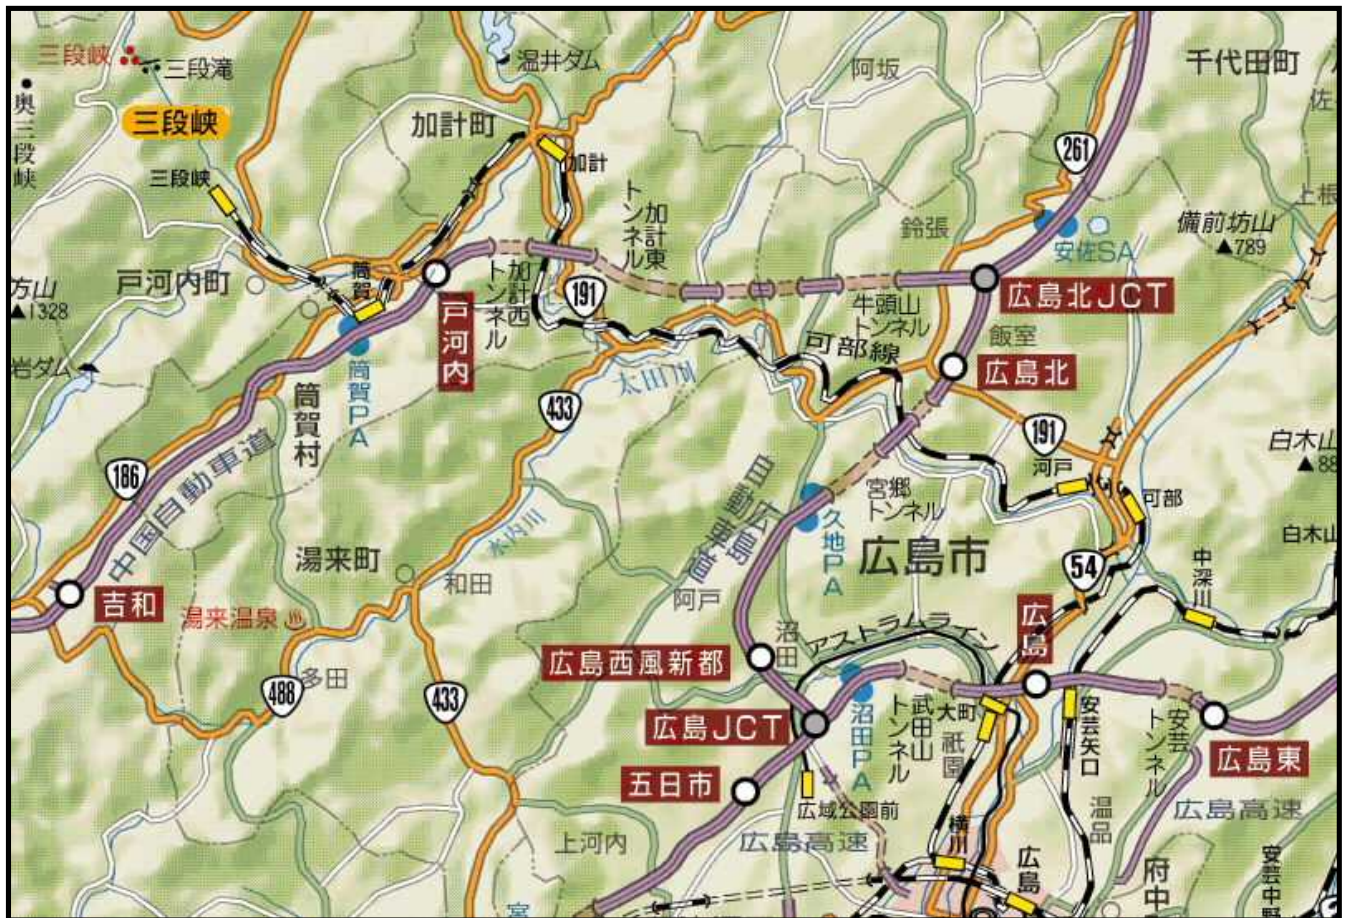 三段峡
三段滝
奥三段峡
三段峡
三段峡
温井ダム
加計町
加計
阿坂
千代田町
佐
261
上根
備前坊山
▲789
鈴張
安佐SA
加計東
トンネル
加計西
トンネル
戸河内町
筒賀
戸河内
方山
▲1328
岩ダム
筒賀PA
筒賀村
191
牛頭山
トンネル
広島北JCT
飯室
広島北
可部線
太田川
433
191
河戸
可部
白木山
▲88
白木山
186
中国自動車道
広島
自動車道
久地PA
宮郷
トンネル
広島市
水内川
湯来町
和田
阿戸
54
中深川
吉和
湯来温泉
多田
488
433
沼田
アストラムライン
広島
広島西風新都
広島JCT
沼田PA
武田山
トンネル
大町
祇園
安芸矢口
安芸
トンネル
広島東
五日市
広域公園前
広島高速
広島高速
温品
上河内
横川
広島
府中
安芸中野